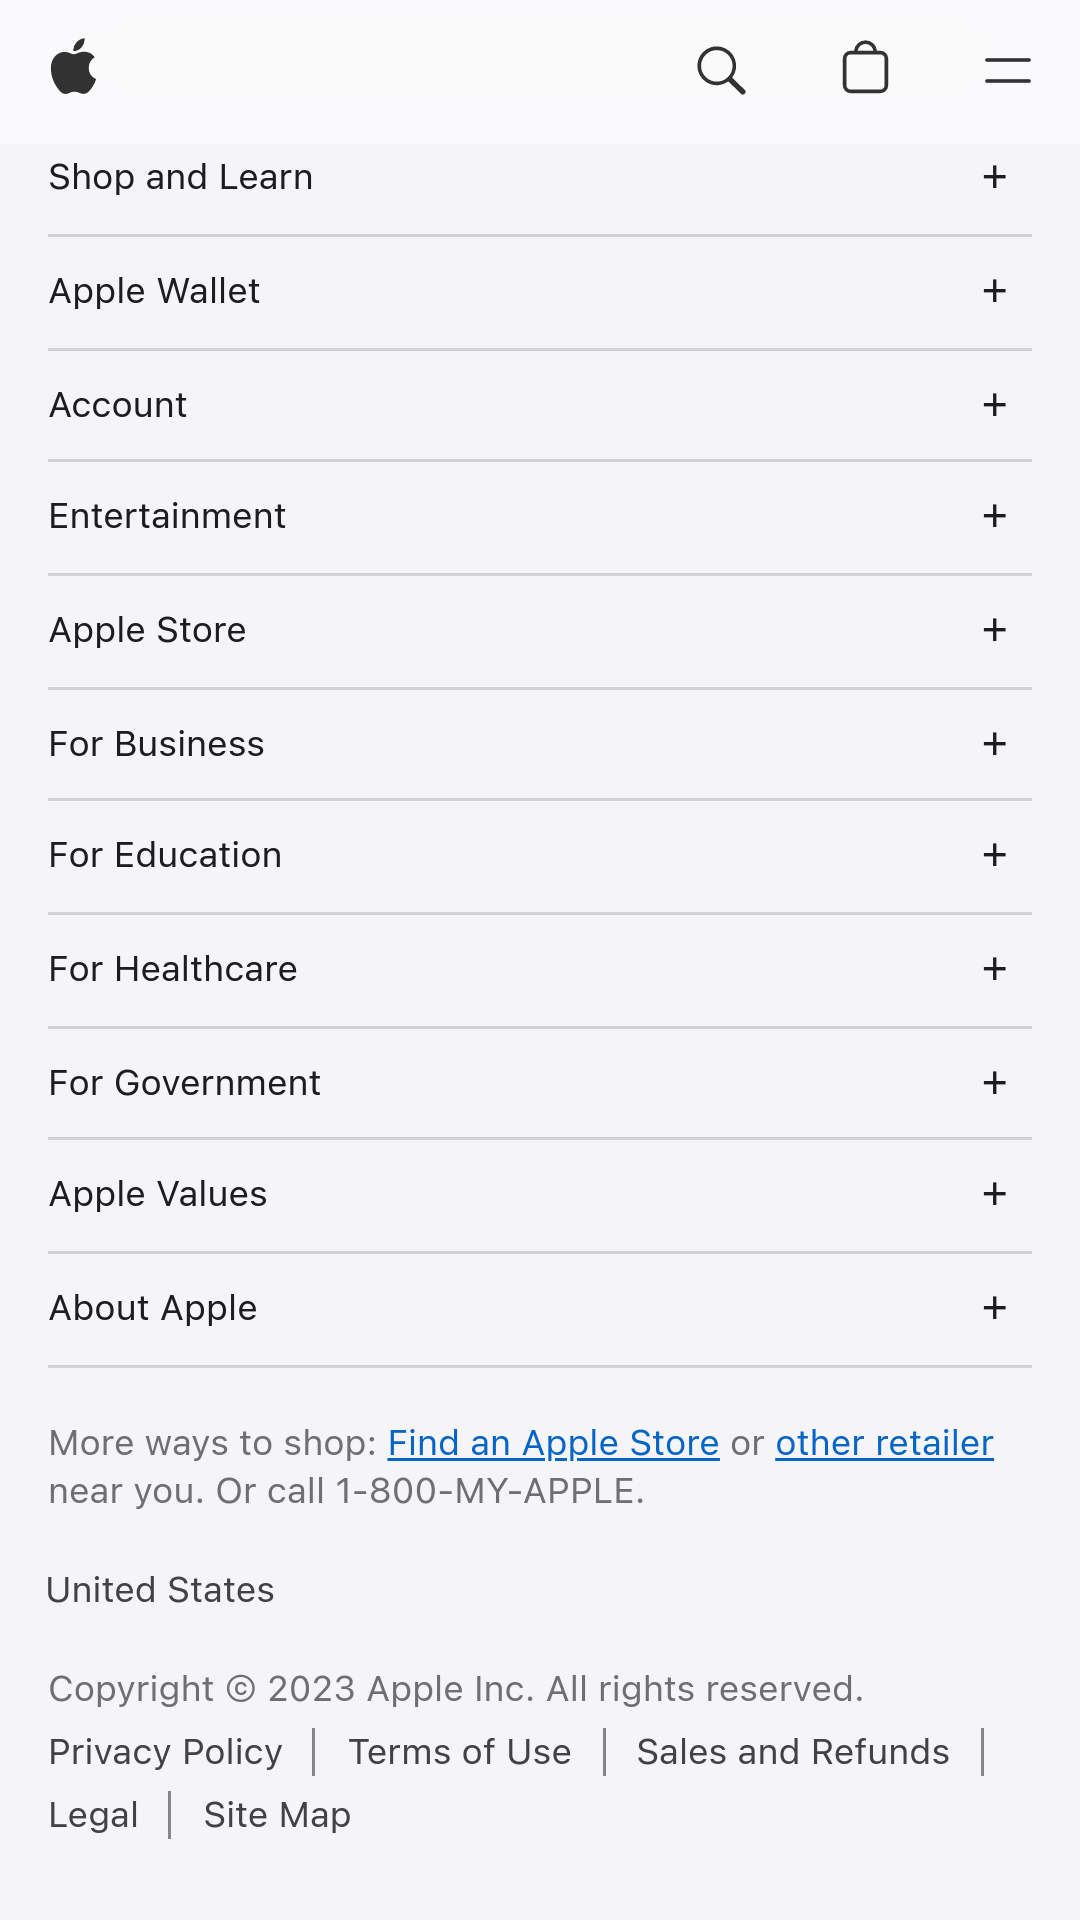 Shop and Learn +
Apple Wallet +
Account +
Entertainment +
Apple Store +
For Business +
For Education +
For Healthcare +
For Government +
Apple Values +
About Apple +
More ways to shop: Find an Apple Store or other retailer
near you. Or call 1-800-MY-APPLE.
United States
Copyright © 2023 Apple Inc. All rights reserved.
Privacy Policy | Terms of Use | Sales and Refunds |
Legal | Site Map